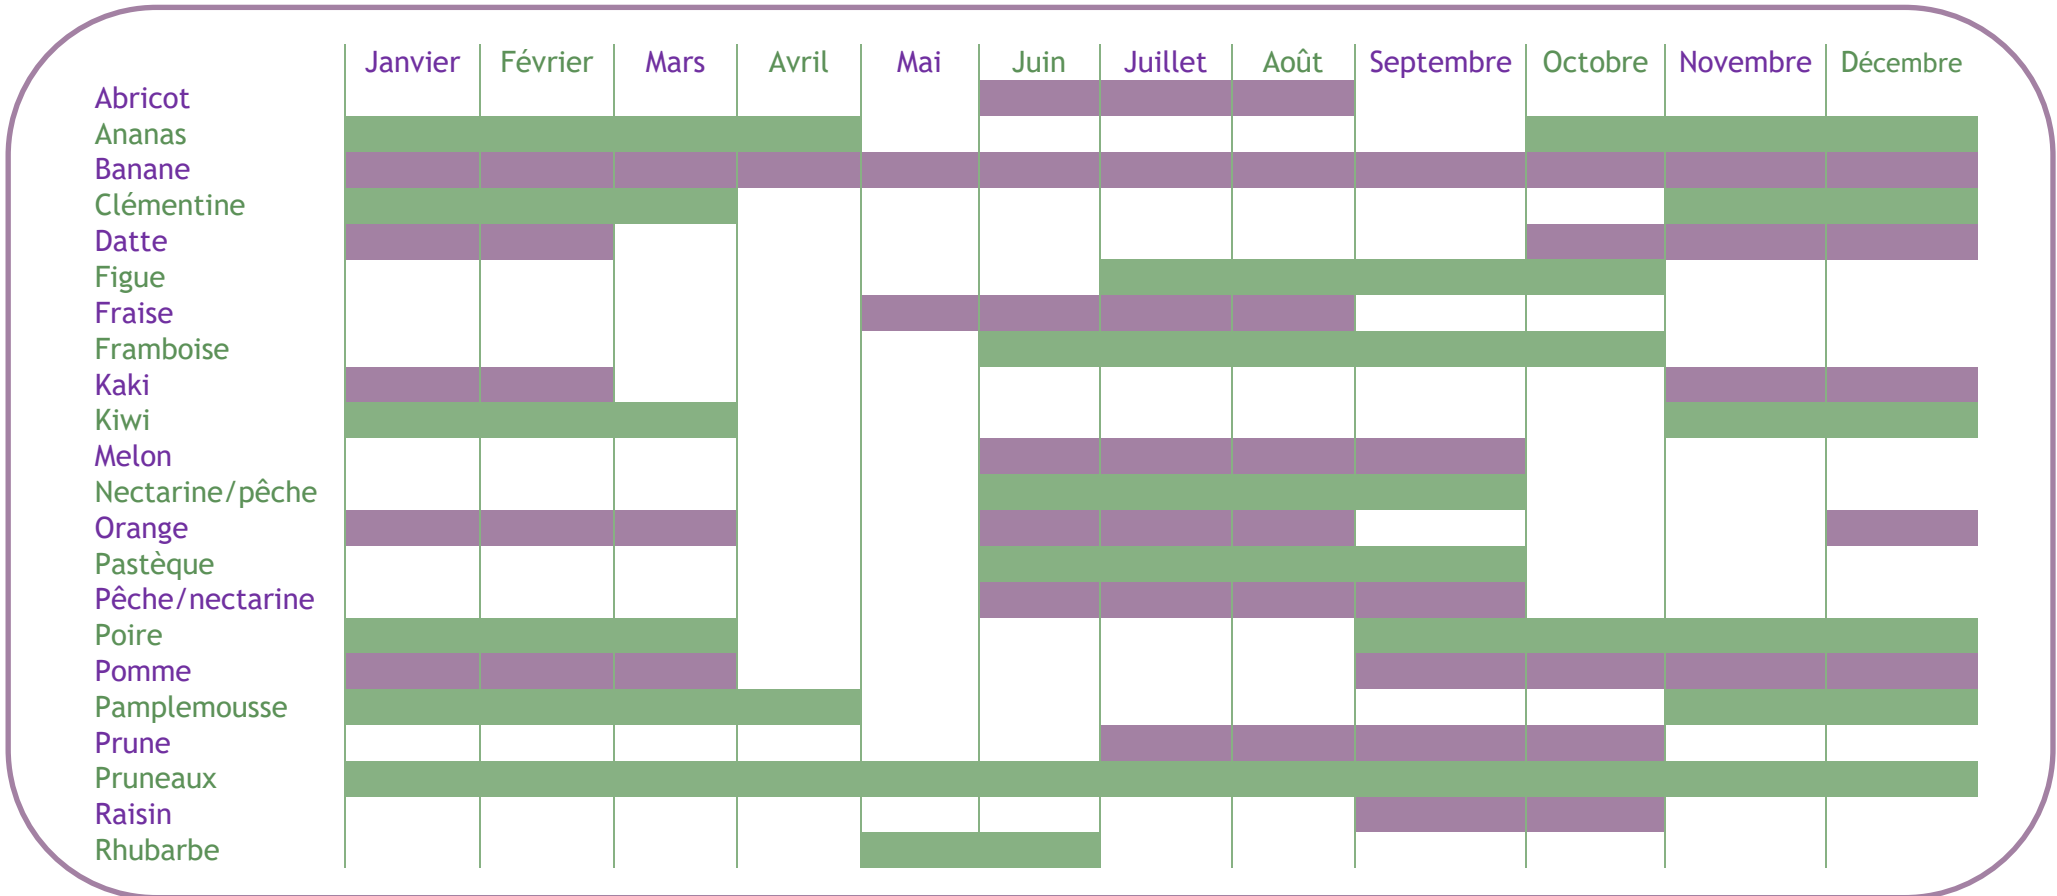 Janvier Février Mars Avril Mai Juin Juillet Août Septembre Octobre Novembre Décembre
Abricot
Ananas
Banane
Clémentine
Datte
Figue
Fraise
Framboise
Kaki
Kiwi
Melon
Nectarine/pêche
Orange
Pastèque
Pêche/nectarine
Poire
Pomme
Pamplemousse
Prune
Pruneaux
Raisin
Rhubarbe